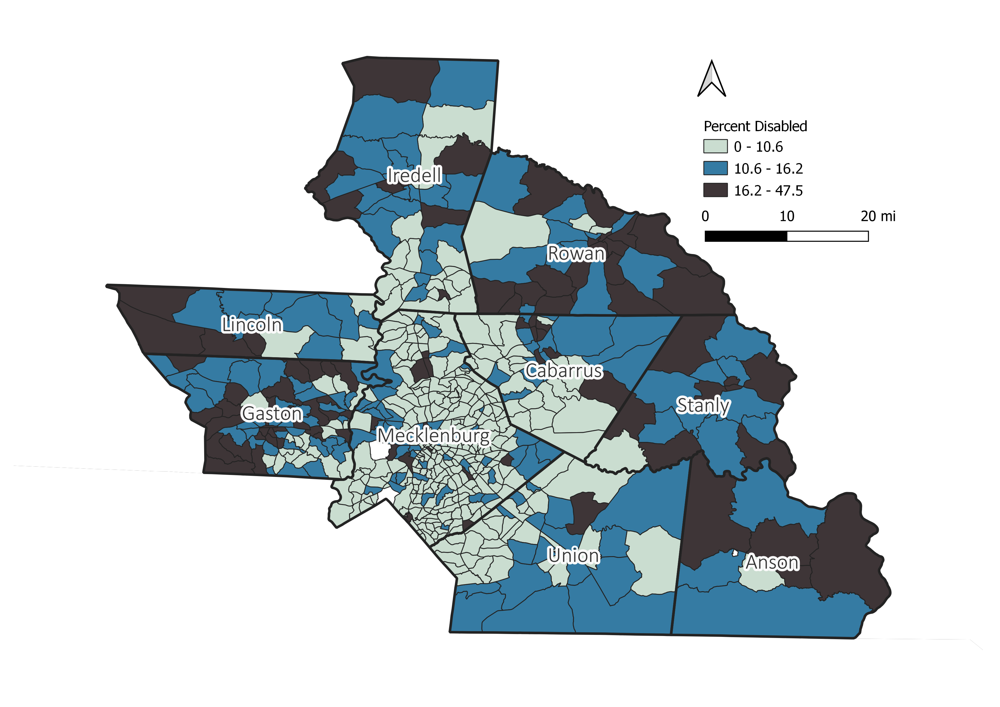 Percent Disabled
0 - 10.6
10.6 - 16.2
16.2 - 47.5
0 10 20 mi
Iredell
Rowan
Lincoln
Cabarrus
Stanly
Gaston
Mecklenburg
Union
Anson